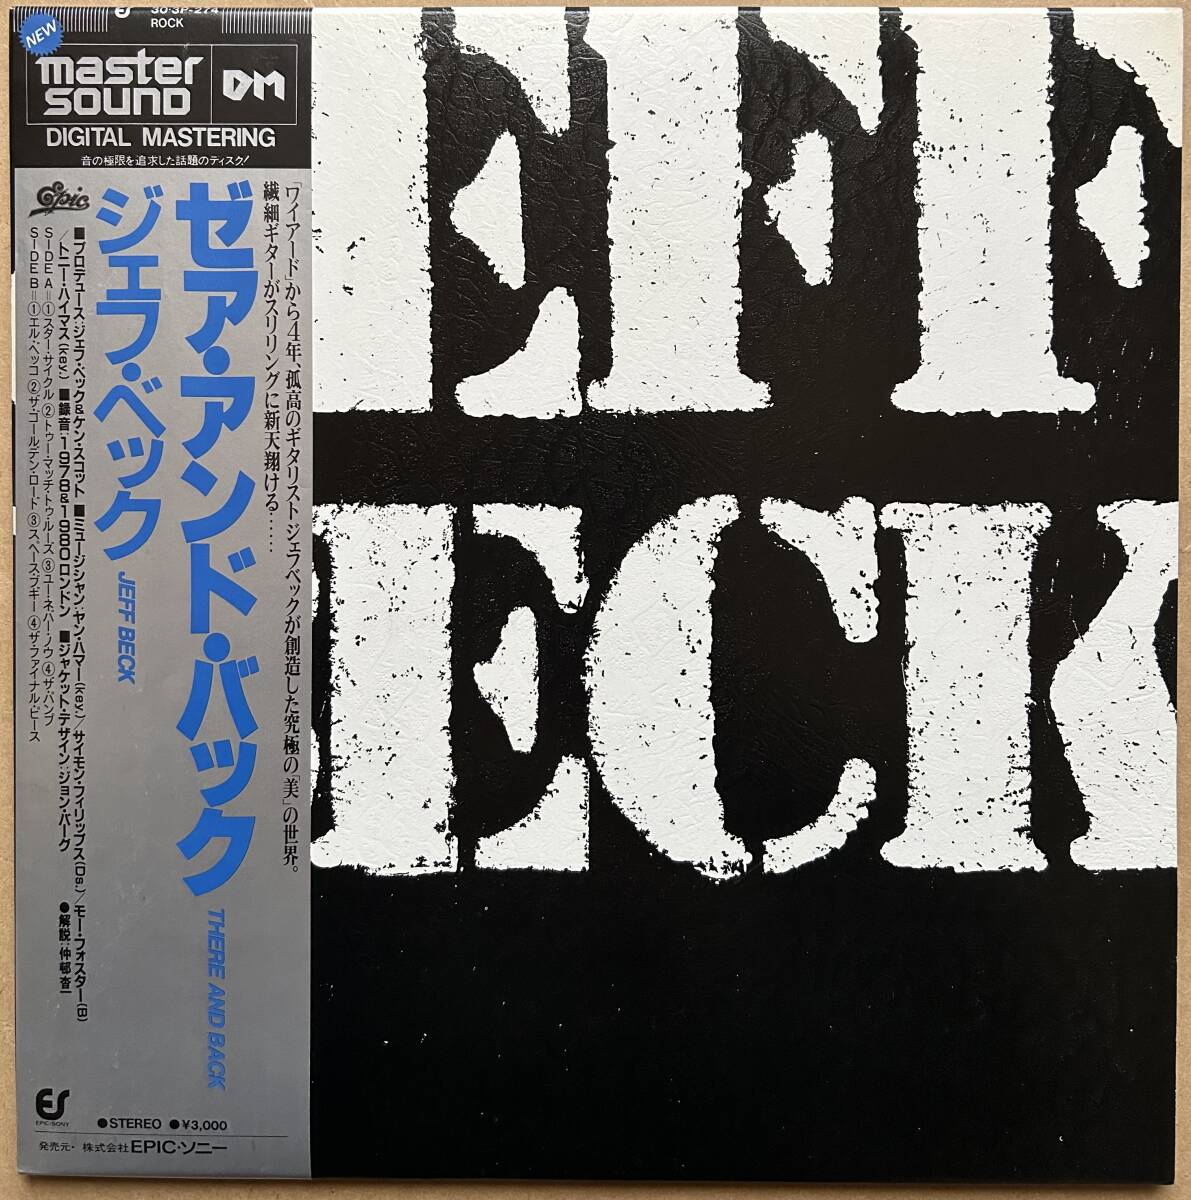 30・3P-274
ROCK
NEW
master
sound
DM
DIGITAL MASTERING
音の極限を追求した話題のディスク!
「ワイアード」から4年、孤高のギタリストジェフベックが創造した究極の「美」の世界。
繊細ギターがスリリングに新天翔ける……
ゼア・アンド・バック THERE AND BACK
ジェフ・ベック JEFF BECK
Epic
■プロデュース:ジェフ・ベック&ケン・スコット ■ミュージシャン・ヤン・ハマー(key)/サイモン・フィリップス(Ds.)/モー・フォスター(B)
/トニー・ハイマス(key) ■録音:1978&1980ロンドン ■ジャケット・デザイン:ジョン・バーグ ●解説:仲邨杳一
SIDE A=①スター・サイクル ②トゥー・マッチ・トゥ・ルーズ ③ユー・ネバー・ノウ ④ザ・パンプ
SIDE B=①エル・ベッコ ②ザ・ゴールデン・ロード ③スペース・ブギー ④ザ・ファイナル・ピース
ES
EPIC/SONY
●STEREO ●¥3,000
発売元・株式会社EPIC・ソニー
EFF
ECK